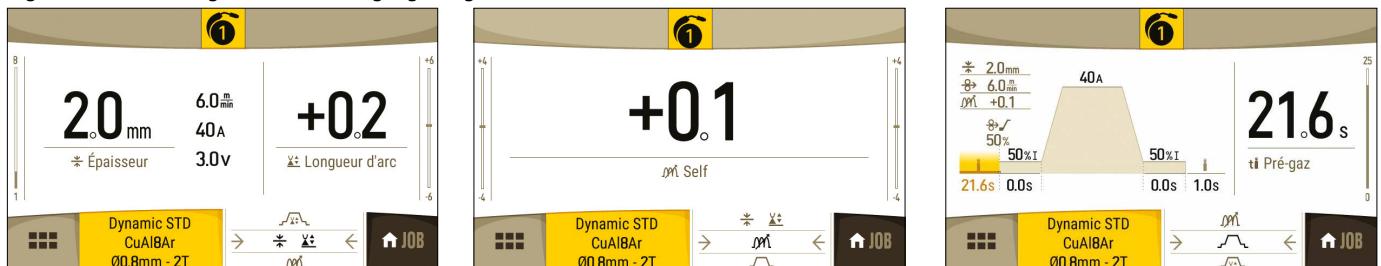 1
8
1
2.0 mm
Épaisseur
6.0 m/min
40 A
3.0 V
+0.2
Longueur d'arc
+6
-6
Dynamic STD
CuAl8Ar
Ø0.8mm - 2T
JOB
1
+4
-4
+0.1
Self
+4
-4
Dynamic STD
CuAl8Ar
Ø0.8mm - 2T
JOB
1
2.0mm
6.0 m/min
+0.1
50%
40A
50%I
50%I
21.6s
0.0s
0.0s
1.0s
21.6 s
Pré-gaz
25
0
Dynamic STD
CuAl8Ar
Ø0.8mm - 2T
JOB